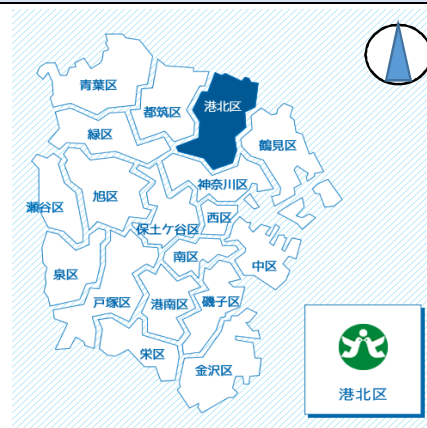 青葉区
都筑区
港北区
緑区
鶴見区
神奈川区
瀬谷区
旭区
保土ケ谷区
西区
南区
中区
泉区
戸塚区
港南区
磯子区
栄区
金沢区
港北区